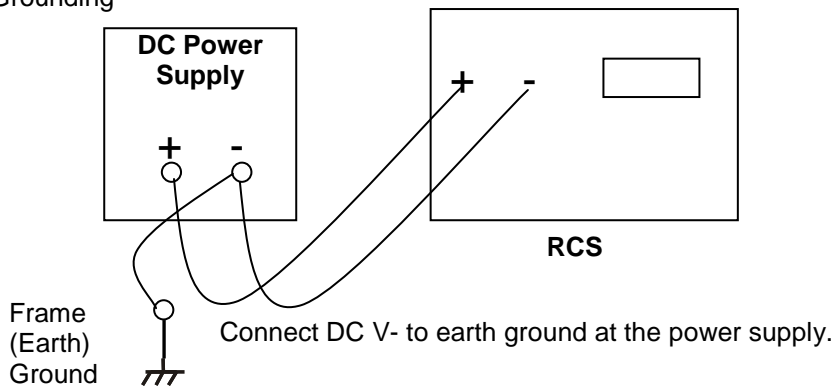 Grounding
DC Power
Supply
+ -
+ -
RCS
Frame
(Earth)
Ground
Connect DC V- to earth ground at the power supply.